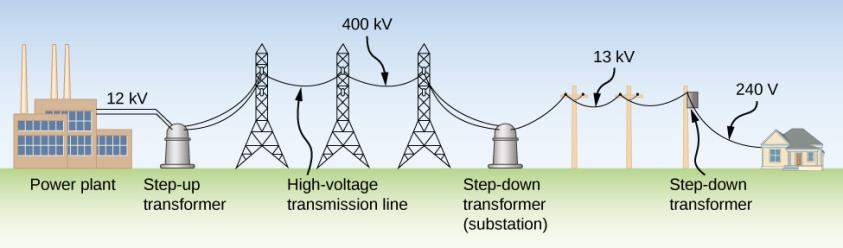 400 kV
13 kV
12 kV
240 V
Power plant
Step-up
transformer
High-voltage
transmission line
Step-down
transformer
(substation)
Step-down
transformer